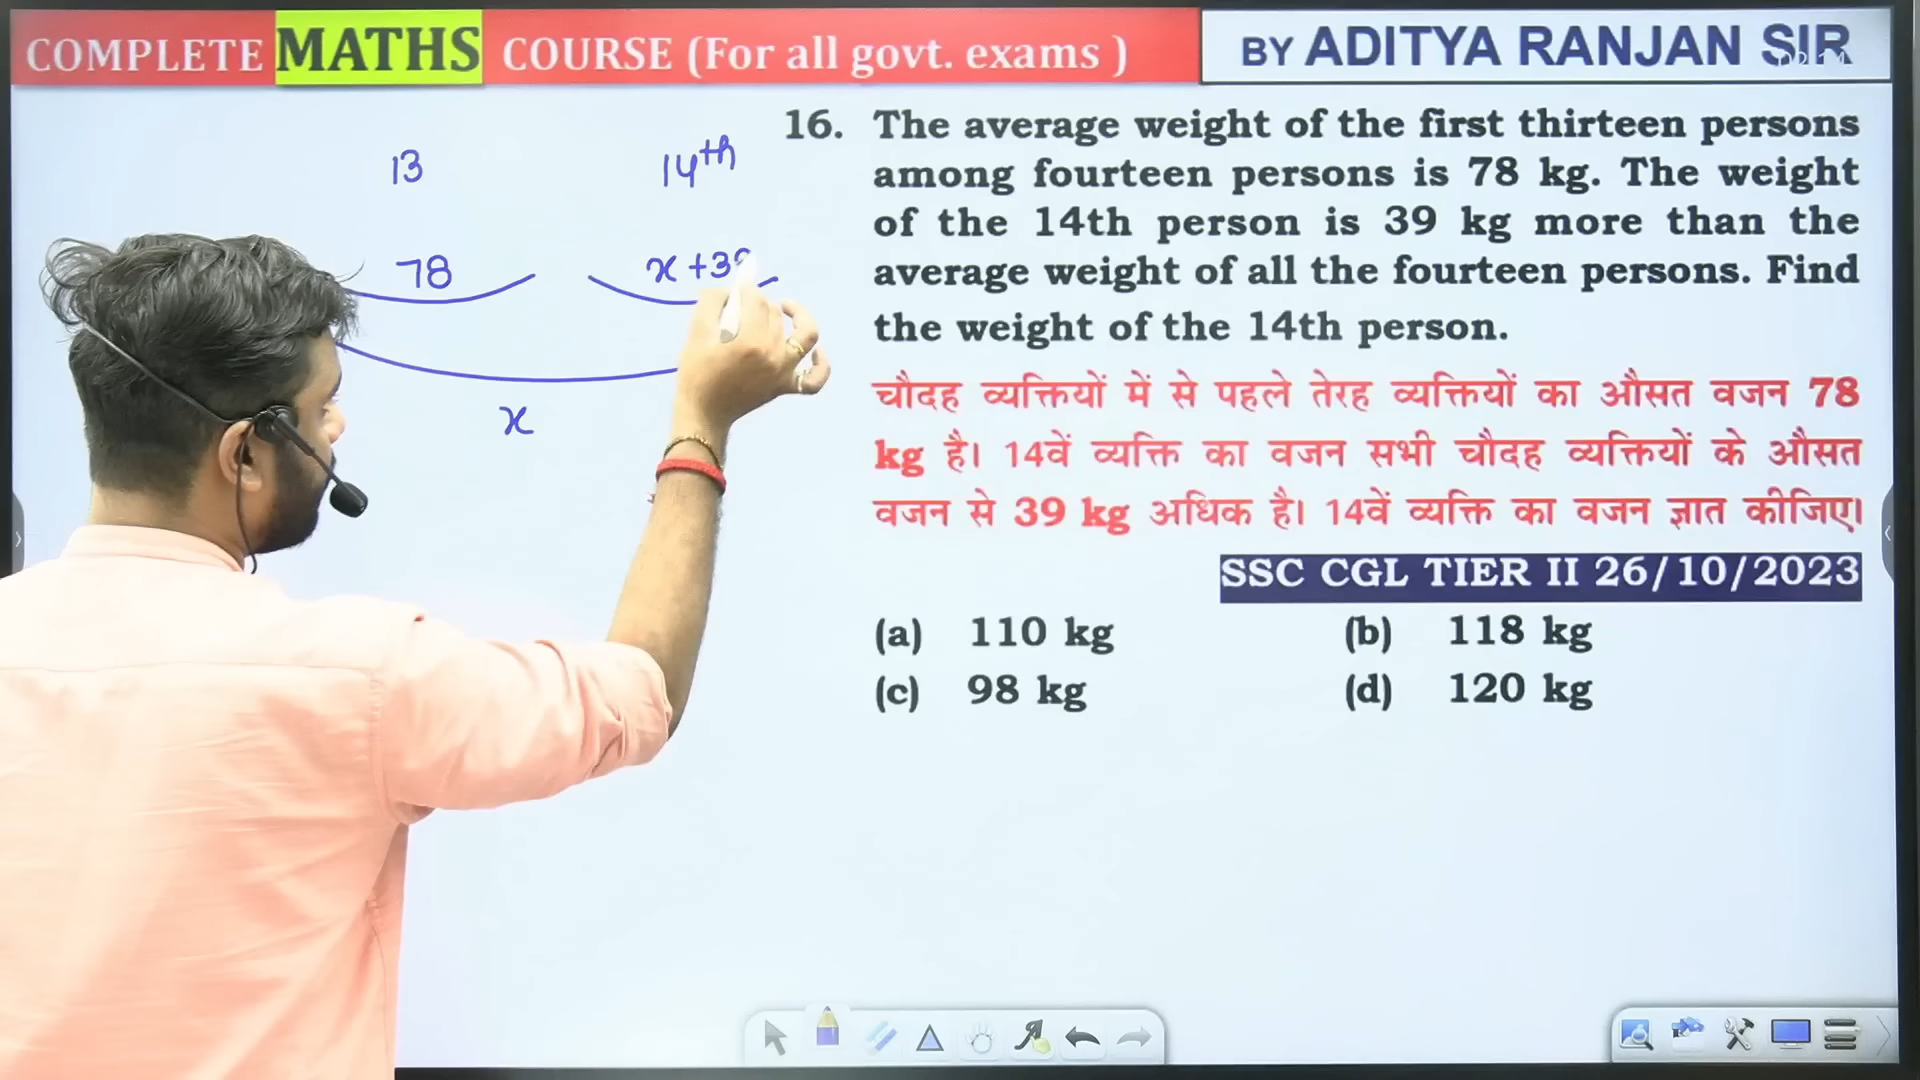 COMPLETE MATHS COURSE (For all govt. exams )
BY ADITYA RANJAN SIR
13
14th
78
x+39
x
16. The average weight of the first thirteen persons
among fourteen persons is 78 kg. The weight
of the 14th person is 39 kg more than the
average weight of all the fourteen persons. Find
the weight of the 14th person.
चौदह व्यक्तियों में से पहले तेरह व्यक्तियों का औसत वजन 78
kg है। 14वें व्यक्ति का वजन सभी चौदह व्यक्तियों के औसत
वजन से 39 kg अधिक है। 14वें व्यक्ति का वजन ज्ञात कीजिए।
SSC CGL TIER II 26/10/2023
(a) 110 kg (b) 118 kg
(c) 98 kg (d) 120 kg